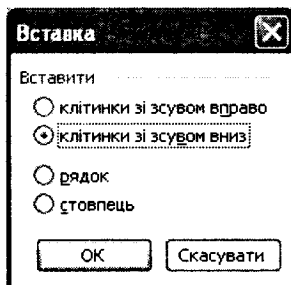 Вставка
Вставити
клітинки зі зсувом вправо
клітинки зі зсувом вниз
рядок
стовпець
ОК
Скасувати